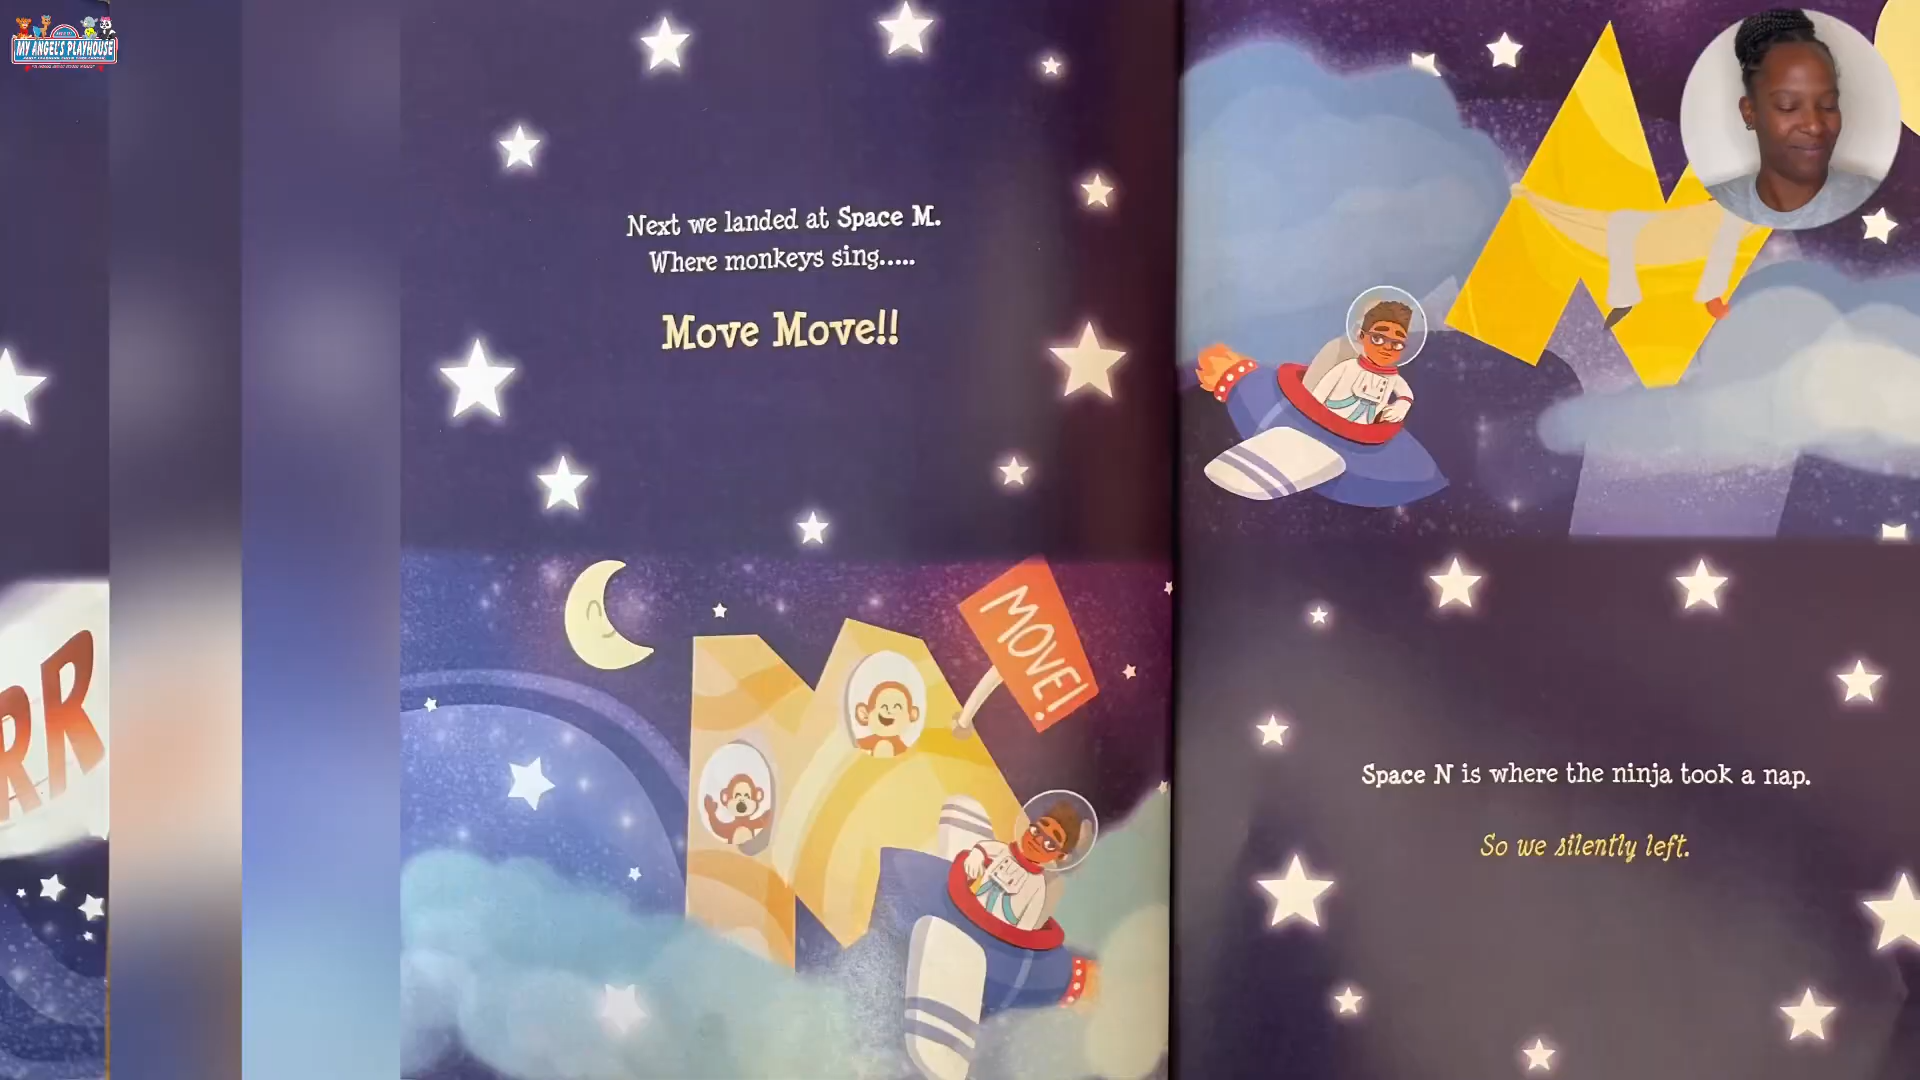 MY ANGEL'S PLAYHOUSE
RR
Next we landed at Space M.
Where monkeys sing.....
Move Move!!
MOVE!
Space N is where the ninja took a nap.
So we silently left.